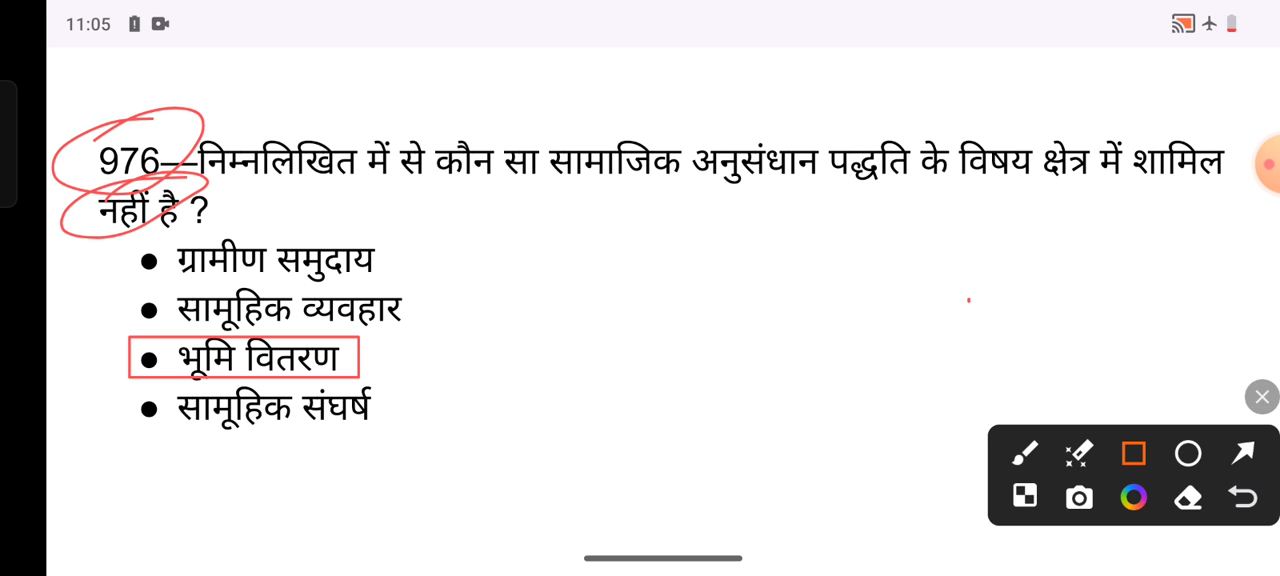 11:05
976—निम्नलिखित में से कौन सा सामाजिक अनुसंधान पद्धति के विषय क्षेत्र में शामिल
नहीं है ?
● ग्रामीण समुदाय
● सामूहिक व्यवहार
● भूमि वितरण
● सामूहिक संघर्ष